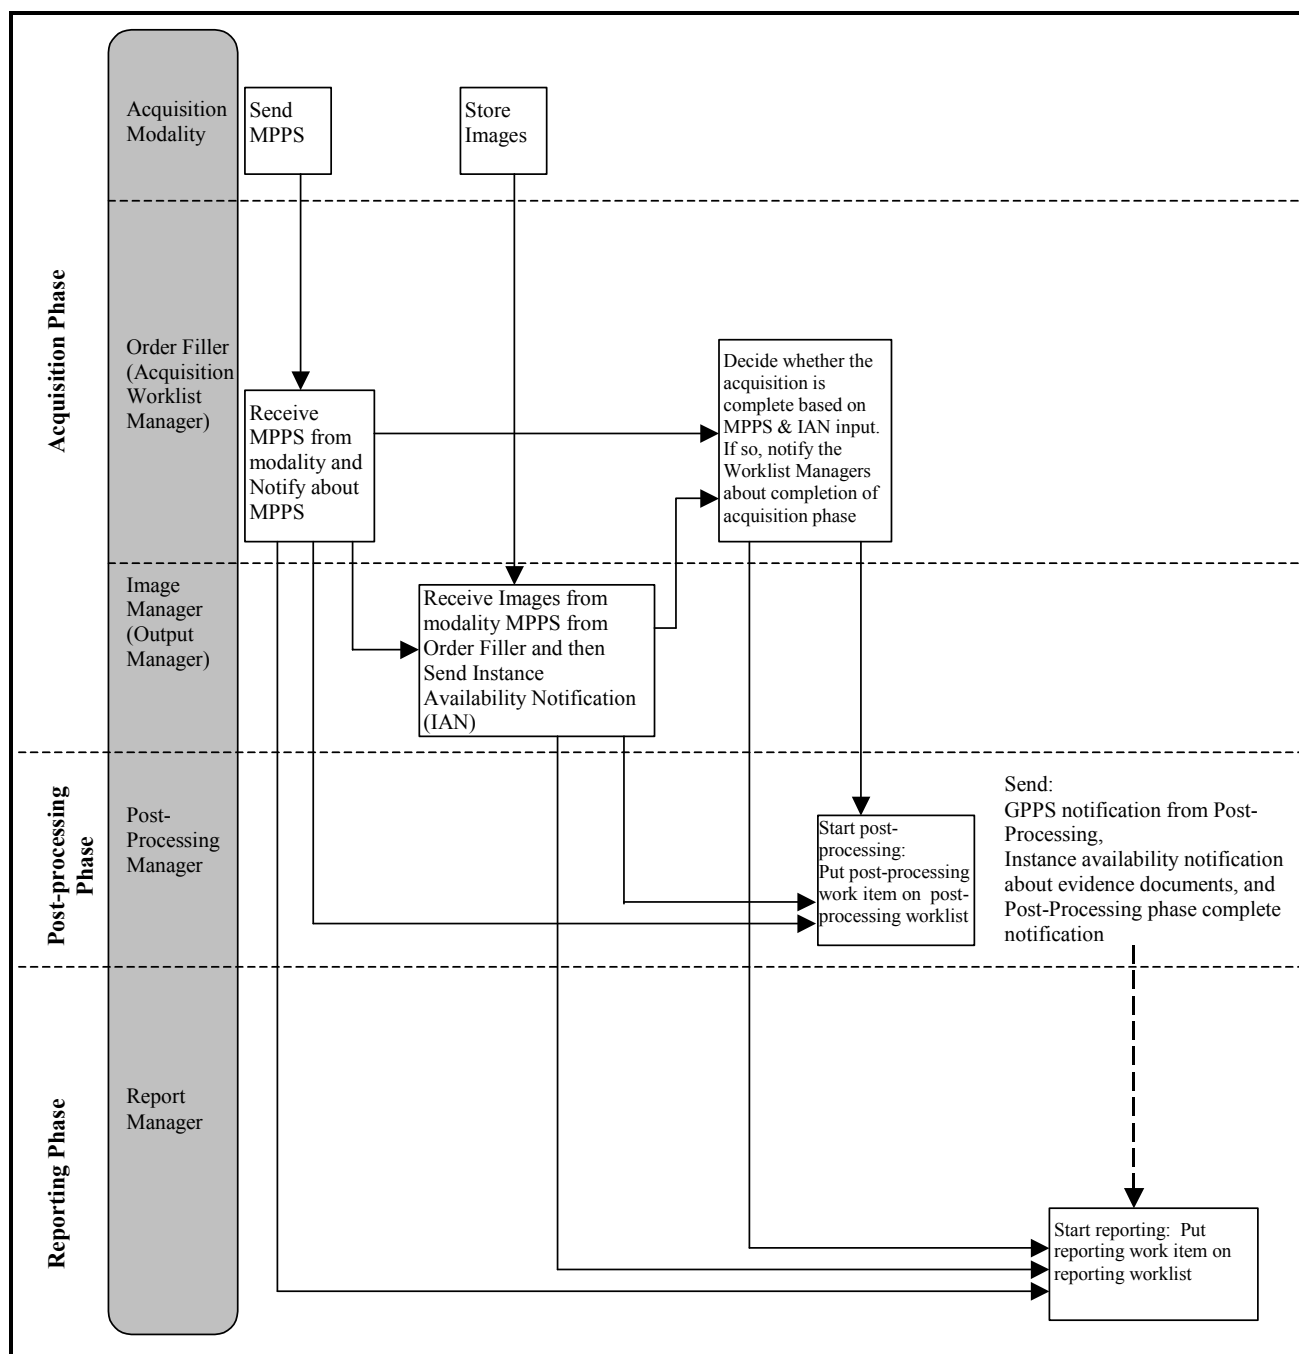 Acquisition Phase
Acquisition
Modality
Send
MPPS
Store
Images
Order Filler
(Acquisition
Worklist
Manager)
Receive
MPPS from
modality and
Notify about
MPPS
Decide whether the
acquisition is
complete based on
MPPS & IAN input.
If so, notify the
Worklist Managers
about completion of
acquisition phase
Image
Manager
(Output
Manager)
Receive Images from
modality MPPS from
Order Filler and then
Send Instance
Availability Notification
(IAN)
Post-processing
Phase
Post-
Processing
Manager
Start post-
processing:
Put post-processing
work item on post-
processing worklist
Send:
GPPS notification from Post-
Processing,
Instance availability notification
about evidence documents, and
Post-Processing phase complete
notification
Reporting Phase
Report
Manager
Start reporting: Put
reporting work item on
reporting worklist